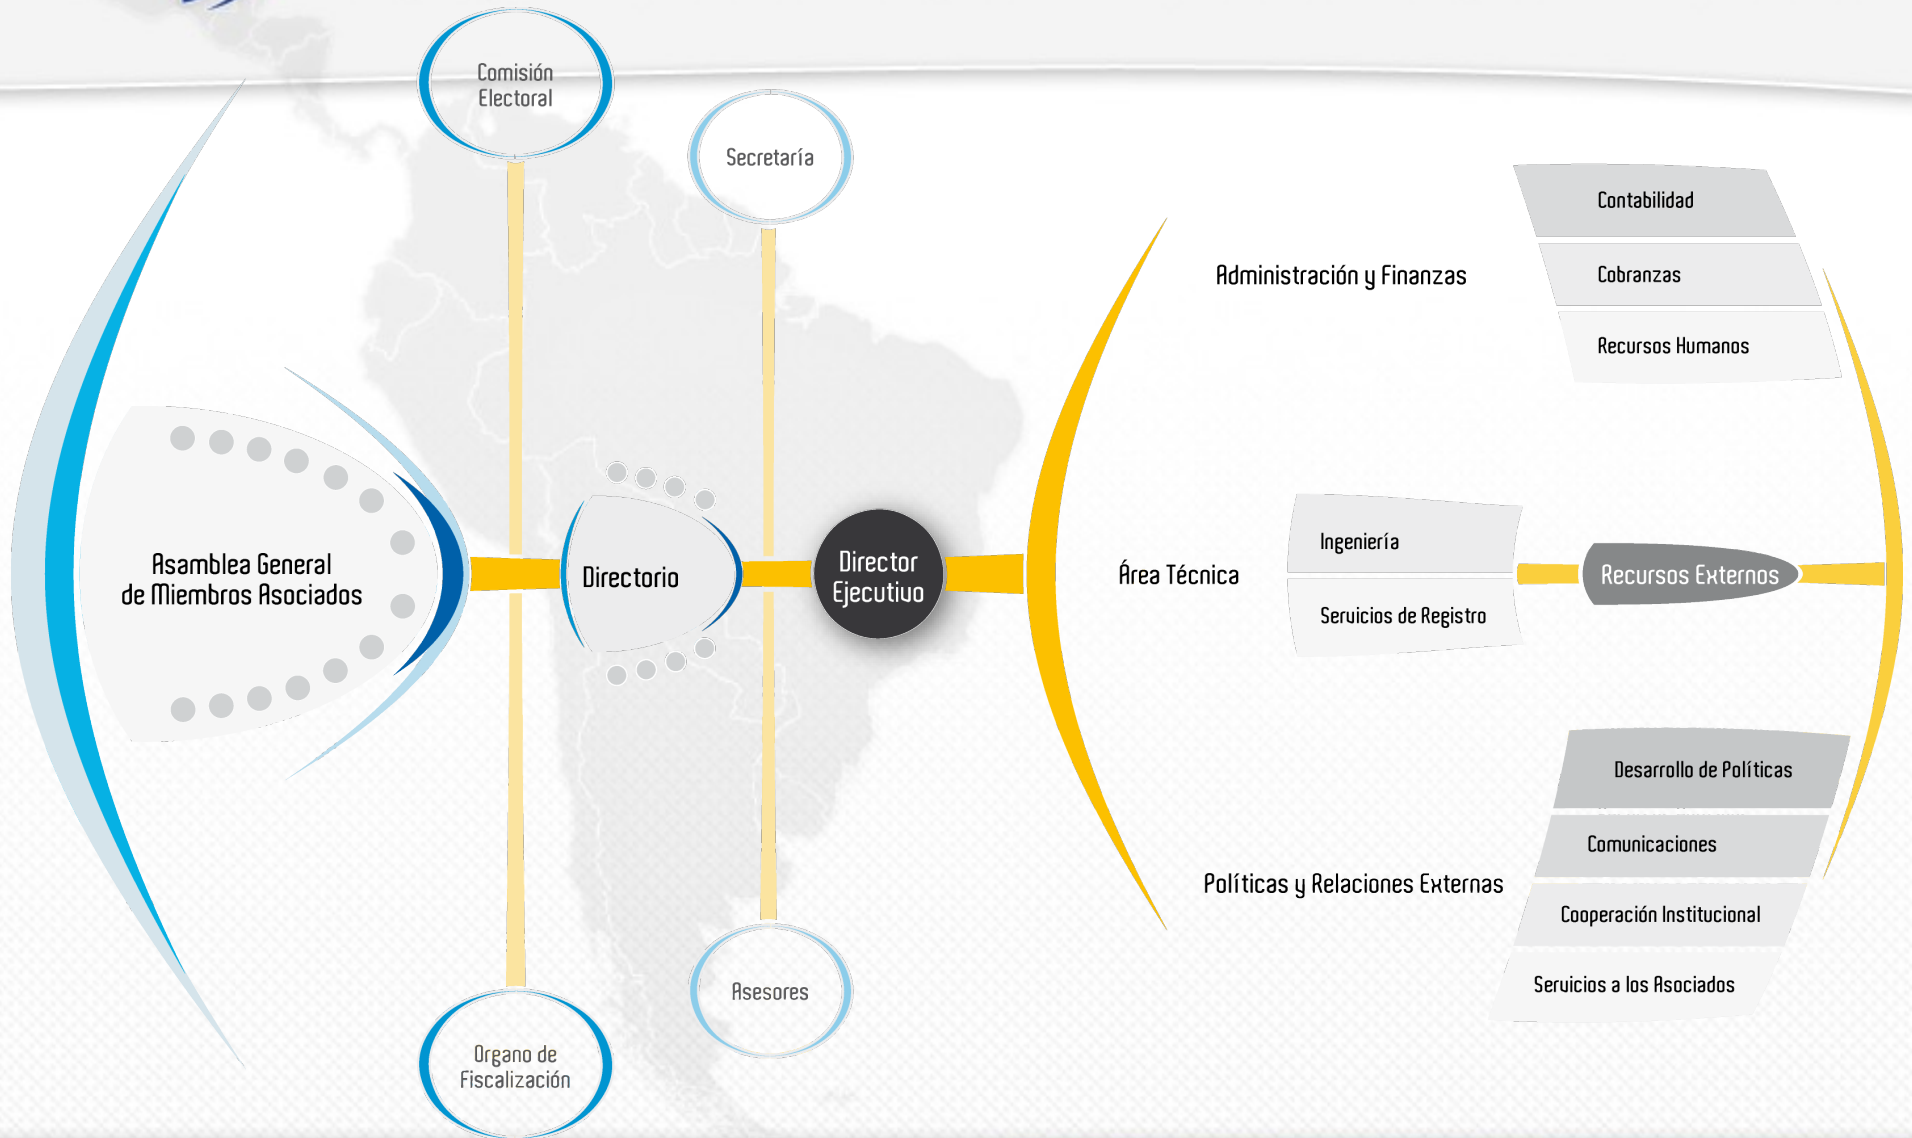 Comisión
Electoral
Secretaría
Asamblea General
de Miembros Asociados
Directorio
Director
Ejecutivo
Organo de
Fiscalización
Asesores
Administración y Finanzas
Contabilidad
Cobranzas
Recursos Humanos
Área Técnica
Ingeniería
Servicios de Registro
Recursos Externos
Políticas y Relaciones Externas
Desarrollo de Políticas
Comunicaciones
Cooperación Institucional
Servicios a los Asociados